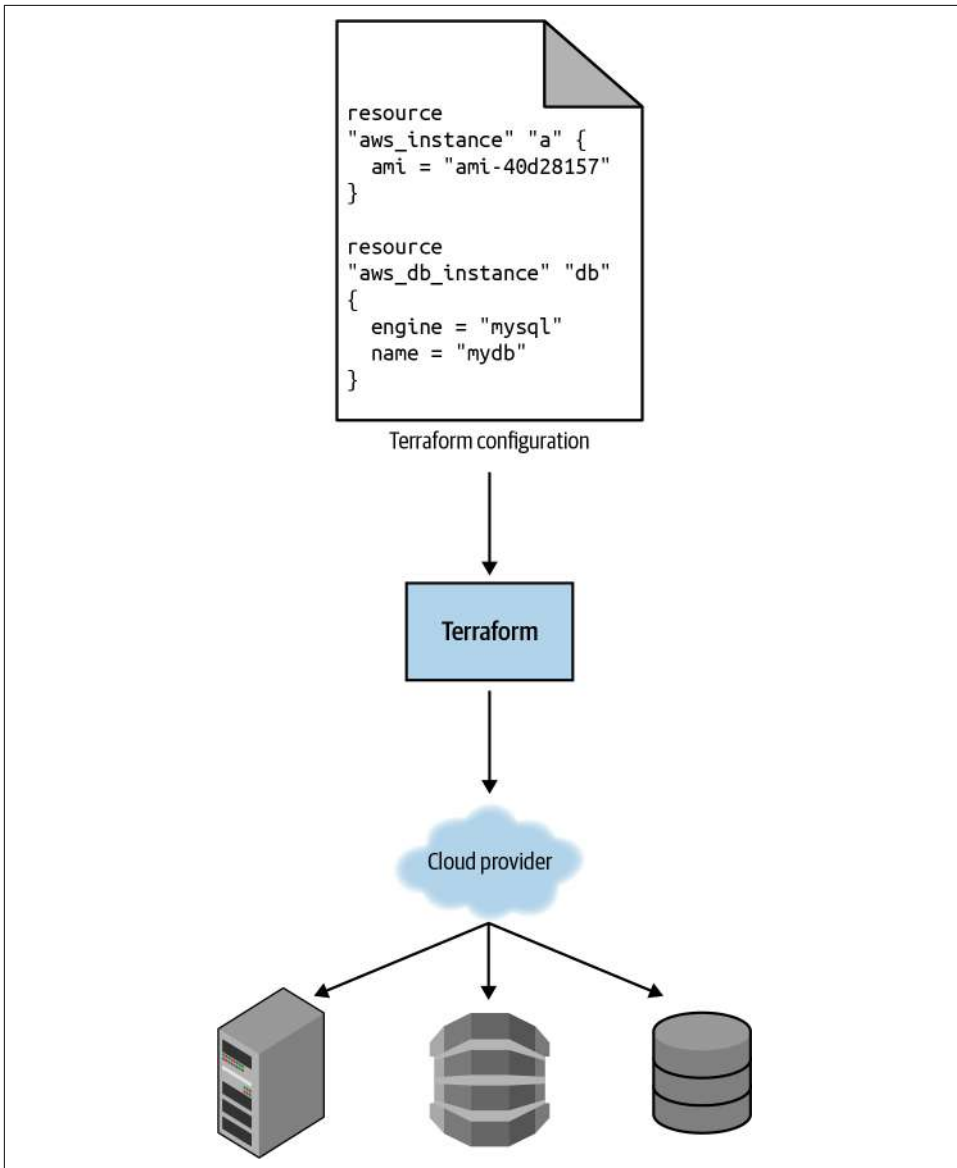 resource
"aws_instance" "a" {
  ami = "ami-40d28157"
}
resource
"aws_db_instance" "db"
{
  engine = "mysql"
  name = "mydb"
}
Terraform configuration
Terraform
Cloud provider